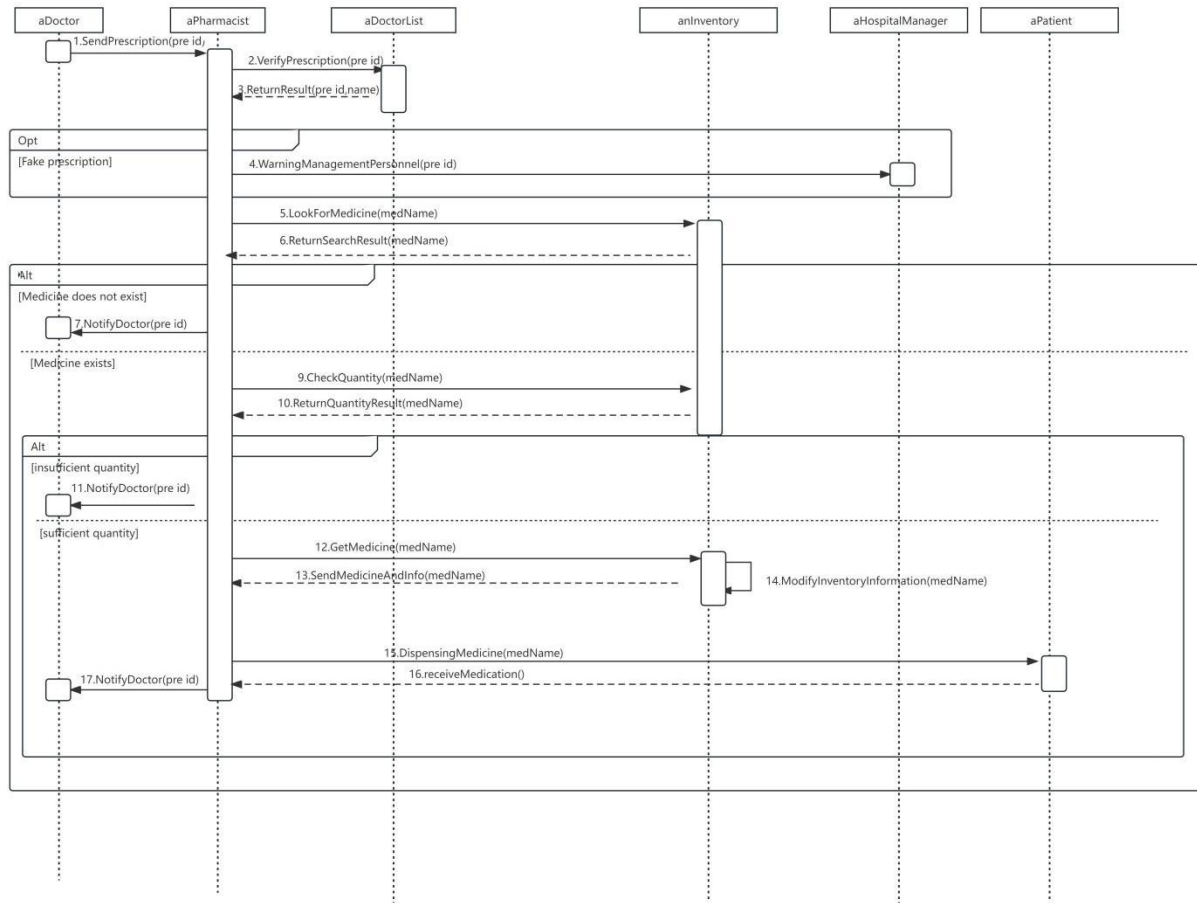 aDoctor
aPharmacist
aDoctorList
anInventory
aHospitalManager
aPatient
1.SendPrescription(pre id)
2.VerifyPrescription(pre id)
3.ReturnResult(pre id,name)
Opt
[Fake prescription]
4.WarningManagementPersonnel(pre id)
5.LookForMedicine(medName)
6.ReturnSearchResult(medName)
Alt
[Medicine does not exist]
7.NotifyDoctor(pre id)
[Medicine exists]
9.CheckQuantity(medName)
10.ReturnQuantityResult(medName)
Alt
[insufficient quantity]
11.NotifyDoctor(pre id)
[sufficient quantity]
12.GetMedicine(medName)
13.SendMedicineAndInfo(medName)
14.ModifyInventoryInformation(medName)
15.DispensingMedicine(medName)
16.receiveMedication()
17.NotifyDoctor(pre id)